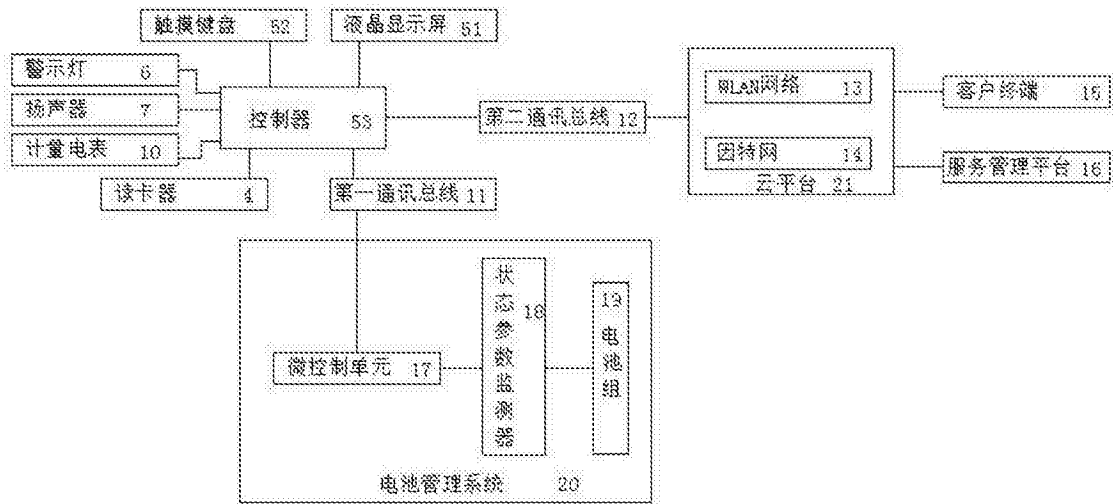 触摸键盘 52
液晶显示屏 51
警示灯 6
扬声器 7
计量电表 10
控制器 53
读卡器 4
第一通讯总线 11
第二通讯总线 12
WLAN网络 13
因特网 14
云平台 21
客户终端 15
服务管理平台 16
微控制单元 17
状态参数监测器 18
19 电池组
电池管理系统 20